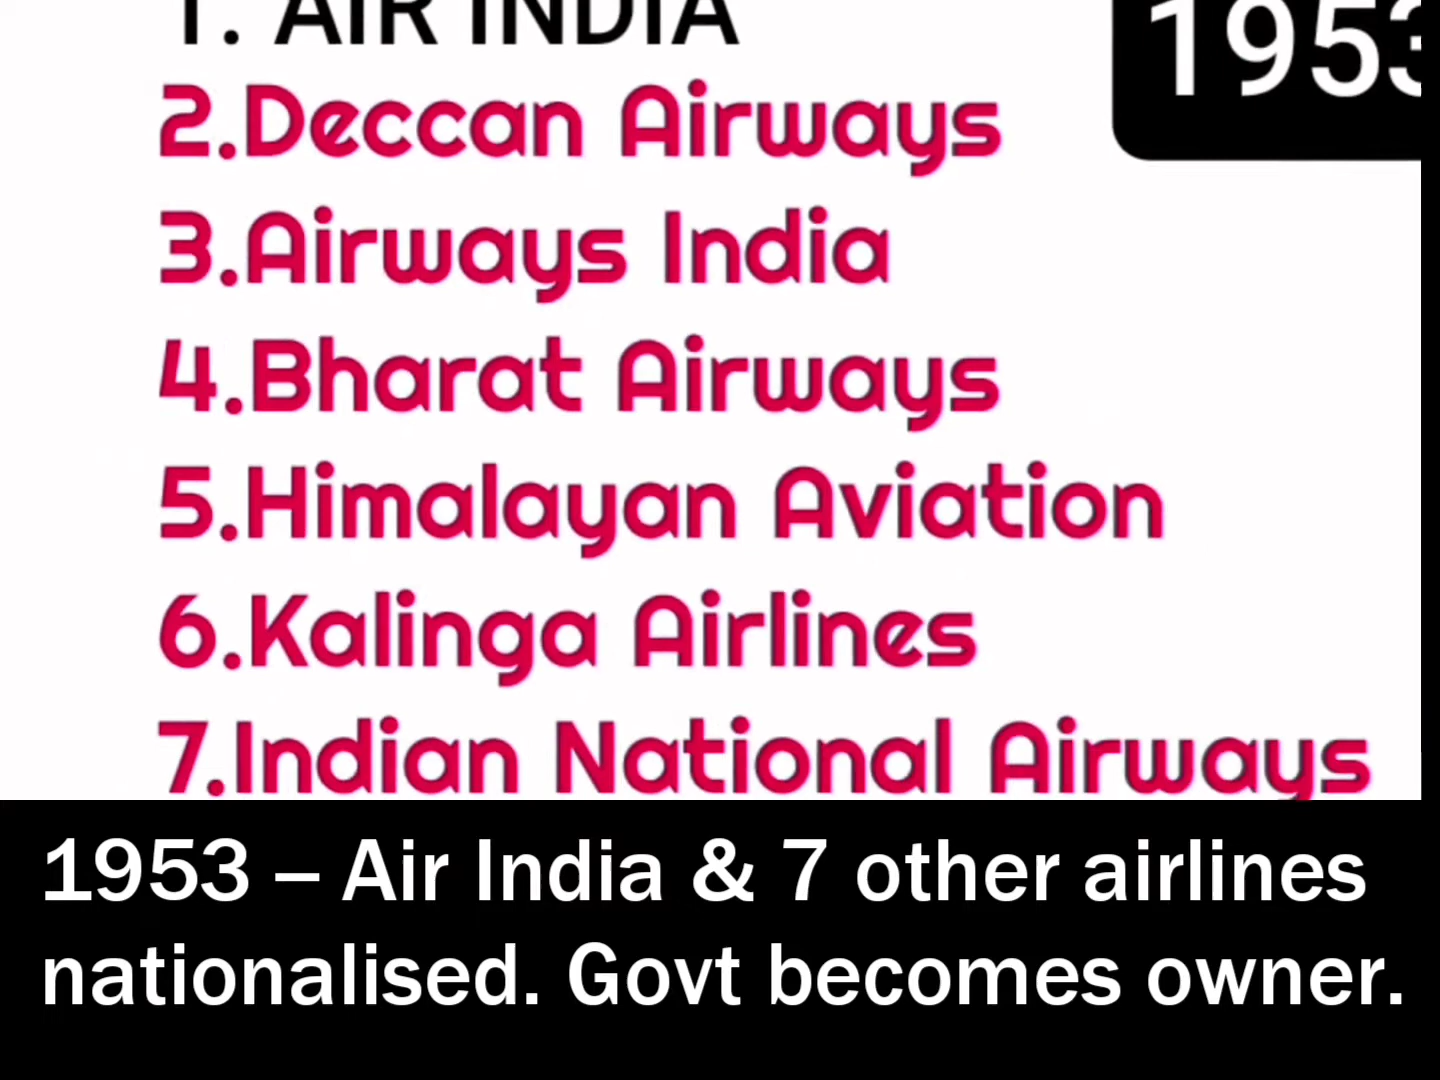 1. AIR INDIA
1953
2.Deccan Airways
3.Airways India
4.Bharat Airways
5.Himalayan Aviation
6.Kalinga Airlines
7.Indian National Airways
1953 – Air India & 7 other airlines
nationalised. Govt becomes owner.